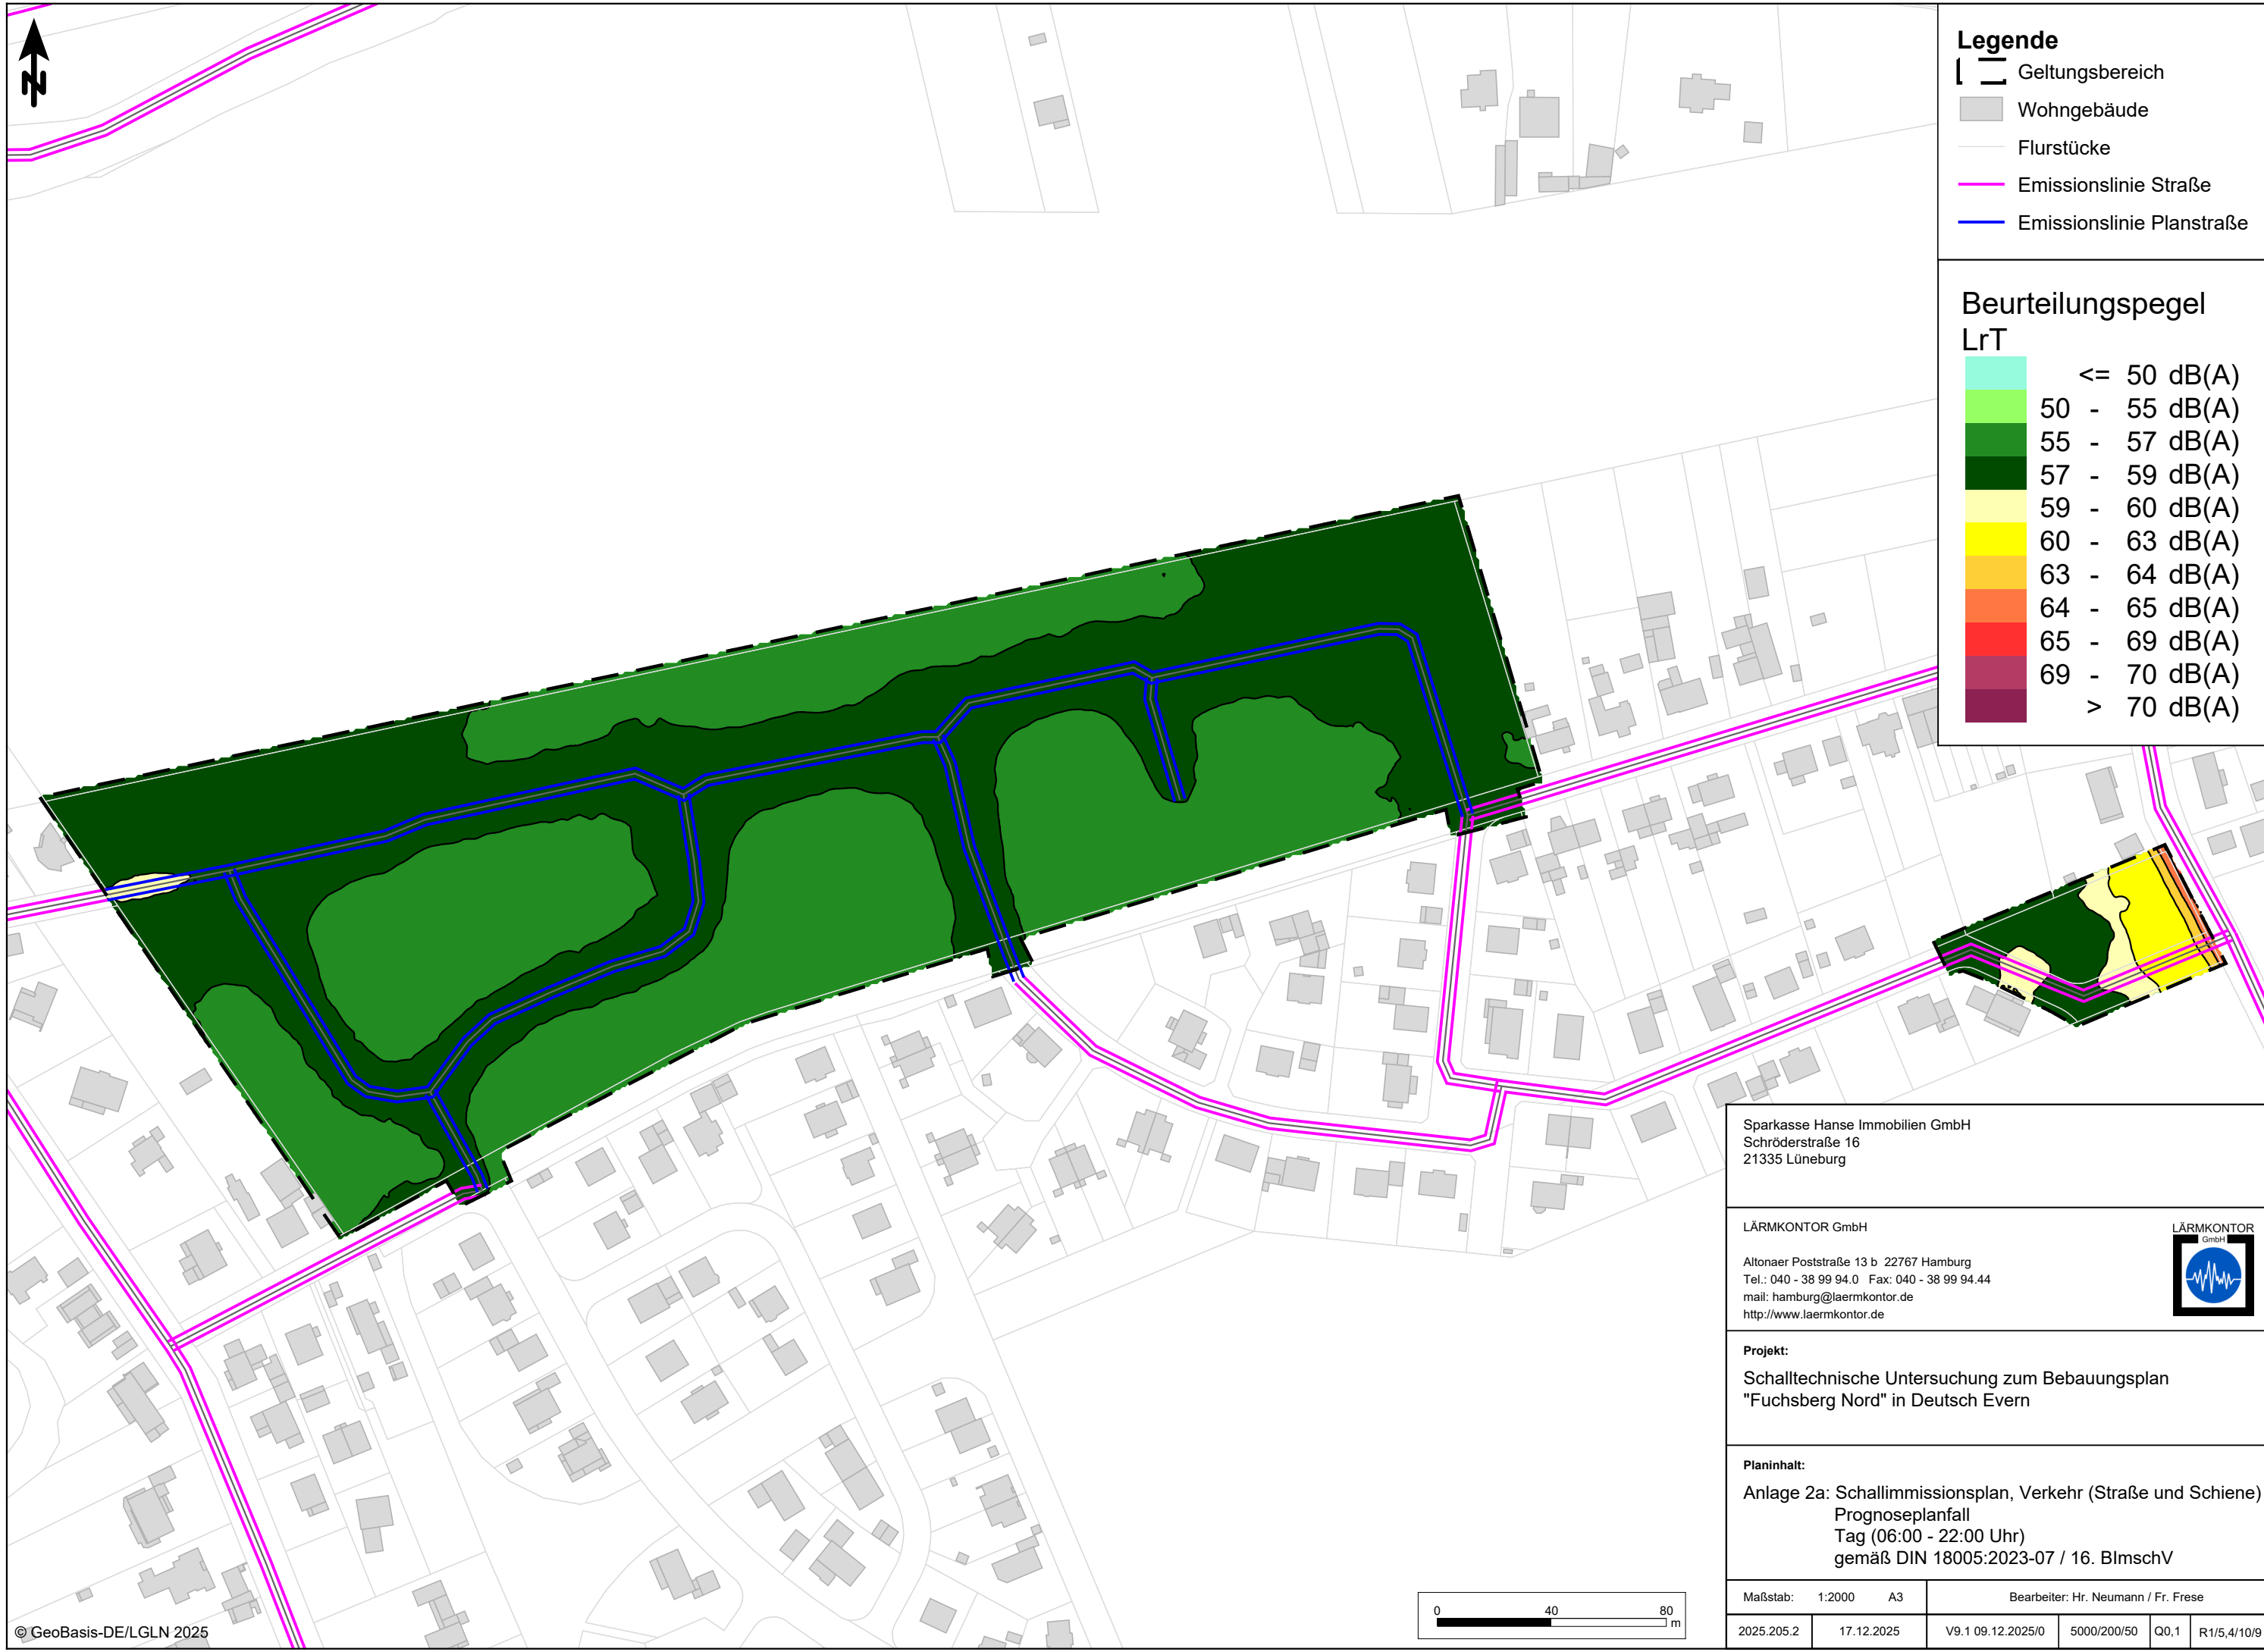 N
Legende
Geltungsbereich
Wohngebäude
Flurstücke
Emissionslinie Straße
Emissionslinie Planstraße
Beurteilungspegel
LrT
<= 50 dB(A)
50 - 55 dB(A)
55 - 57 dB(A)
57 - 59 dB(A)
59 - 60 dB(A)
60 - 63 dB(A)
63 - 64 dB(A)
64 - 65 dB(A)
65 - 69 dB(A)
69 - 70 dB(A)
> 70 dB(A)
Sparkasse Hanse Immobilien GmbH
Schröderstraße 16
21335 Lüneburg
LÄRMKONTOR GmbH
Altonaer Poststraße 13 b 22767 Hamburg
Tel.: 040 - 38 99 94.0 Fax: 040 - 38 99 94.44
mail: hamburg@laermkontor.de
http://www.laermkontor.de
LÄRMKONTOR
GmbH
Projekt:
Schalltechnische Untersuchung zum Bebauungsplan
"Fuchsberg Nord" in Deutsch Evern
Planinhalt:
Anlage 2a: Schallimmissionsplan, Verkehr (Straße und Schiene)
Prognoseplanfall
Tag (06:00 - 22:00 Uhr)
gemäß DIN 18005:2023-07 / 16. BImschV
Maßstab: 1:2000 A3 Bearbeiter: Hr. Neumann / Fr. Frese
2025.205.2 17.12.2025 V9.1 09.12.2025/0 5000/200/50 Q0,1 R1/5,4/10/9
0 40 80
m
© GeoBasis-DE/LGLN 2025